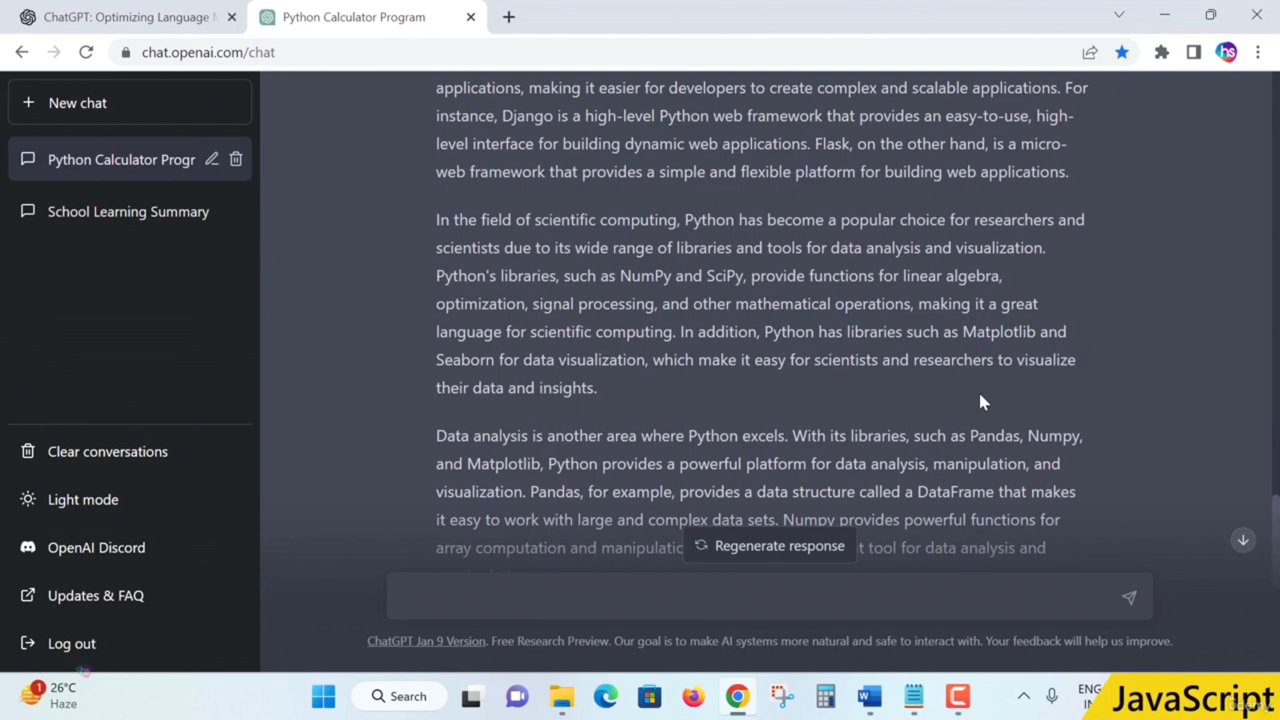 ChatGPT: Optimizing Language
Python Calculator Program
chat.openai.com/chat
hs
New chat
Python Calculator Progr
School Learning Summary
Clear conversations
Light mode
OpenAI Discord
Updates & FAQ
Log out
applications, making it easier for developers to create complex and scalable applications. For
instance, Django is a high-level Python web framework that provides an easy-to-use, high-
level interface for building dynamic web applications. Flask, on the other hand, is a micro-
web framework that provides a simple and flexible platform for building web applications.
In the field of scientific computing, Python has become a popular choice for researchers and
scientists due to its wide range of libraries and tools for data analysis and visualization.
Python's libraries, such as NumPy and SciPy, provide functions for linear algebra,
optimization, signal processing, and other mathematical operations, making it a great
language for scientific computing. In addition, Python has libraries such as Matplotlib and
Seaborn for data visualization, which make it easy for scientists and researchers to visualize
their data and insights.
Data analysis is another area where Python excels. With its libraries, such as Pandas, Numpy,
and Matplotlib, Python provides a powerful platform for data analysis, manipulation, and
visualization. Pandas, for example, provides a data structure called a DataFrame that makes
it easy to work with large and complex data sets. Numpy provides powerful functions for
array computation and manipulatic t tool for data analysis and
Regenerate response
ChatGPT Jan 9 Version. Free Research Preview. Our goal is to make AI systems more natural and safe to interact with. Your feedback will help us improve.
1
26°C
Haze
hs
Search
ENG
IN
JavaScript